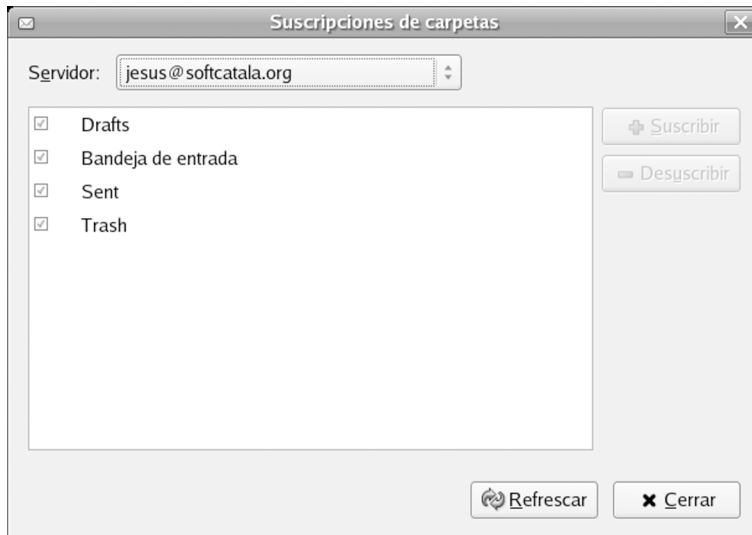 Suscripciones de carpetas
Servidor: jesus@softcatala.org
Drafts
Bandeja de entrada
Sent
Trash
Suscribir
Desuscribir
Refrescar
Cerrar